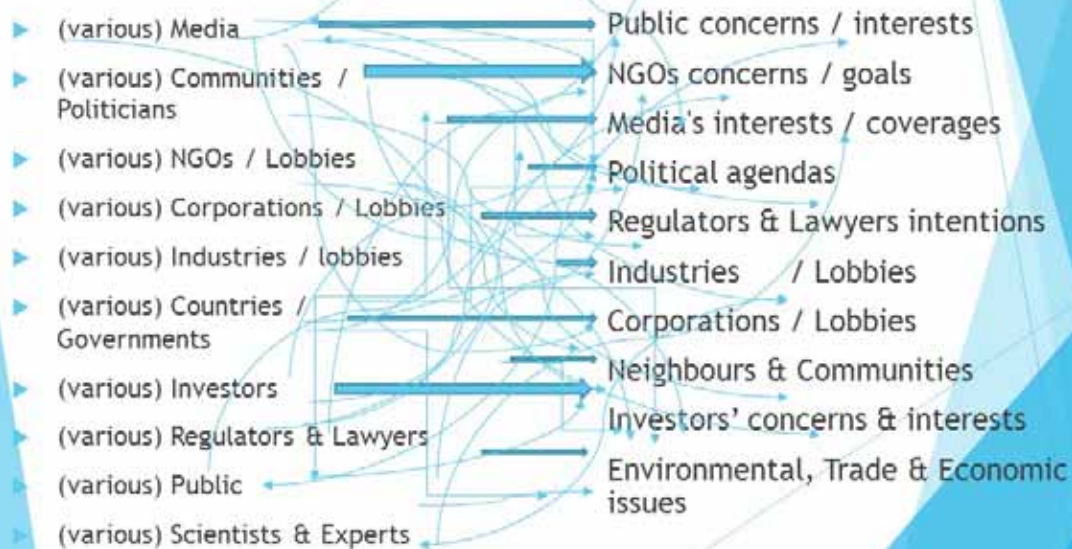 (various) Media
(various) Communities /
Politicians
(various) NGOs / Lobbies
(various) Corporations / Lobbies
(various) Industries / lobbies
(various) Countries /
Governments
(various) Investors
(various) Regulators & Lawyers
(various) Public
(various) Scientists & Experts
Public concerns / interests
NGOs concerns / goals
Media's interests / coverages
Political agendas
Regulators & Lawyers intentions
Industries / Lobbies
Corporations / Lobbies
Neighbours & Communities
Investors’ concerns & interests
Environmental, Trade & Economic
issues